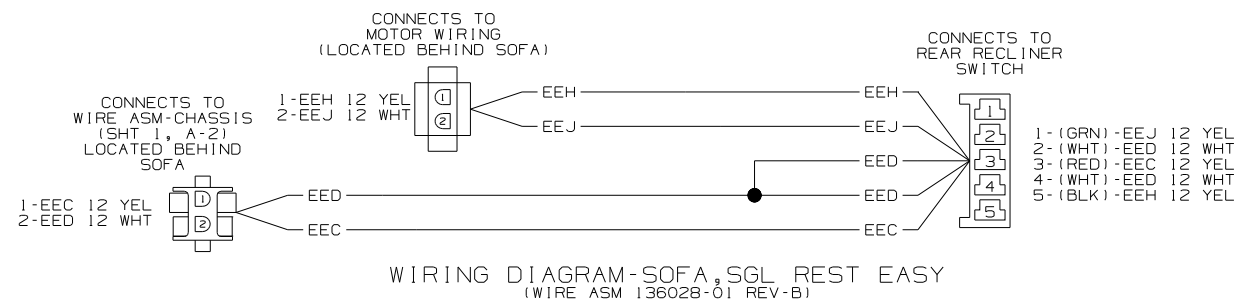 CONNECTS TO
MOTOR WIRING
(LOCATED BEHIND SOFA)
CONNECTS TO
REAR RECLINER
SWITCH
1-EEH 12 YEL
2-EEJ 12 WHT
1
2
EEH
EEJ
EEH
EEJ
EED
EED
EEC
1
2
3
4
5
1-(GRN)-EEJ 12 YEL
2-(WHT)-EED 12 WHT
3-(RED)-EEC 12 YEL
4-(WHT)-EED 12 WHT
5-(BLK)-EEH 12 YEL
CONNECTS TO
WIRE ASM-CHASSIS
(SHT 1, A-2)
LOCATED BEHIND
SOFA
1-EEC 12 YEL
2-EED 12 WHT
1
2
EED
EEC
WIRING DIAGRAM-SOFA,SGL REST EASY
(WIRE ASM 136028-01 REV-B)